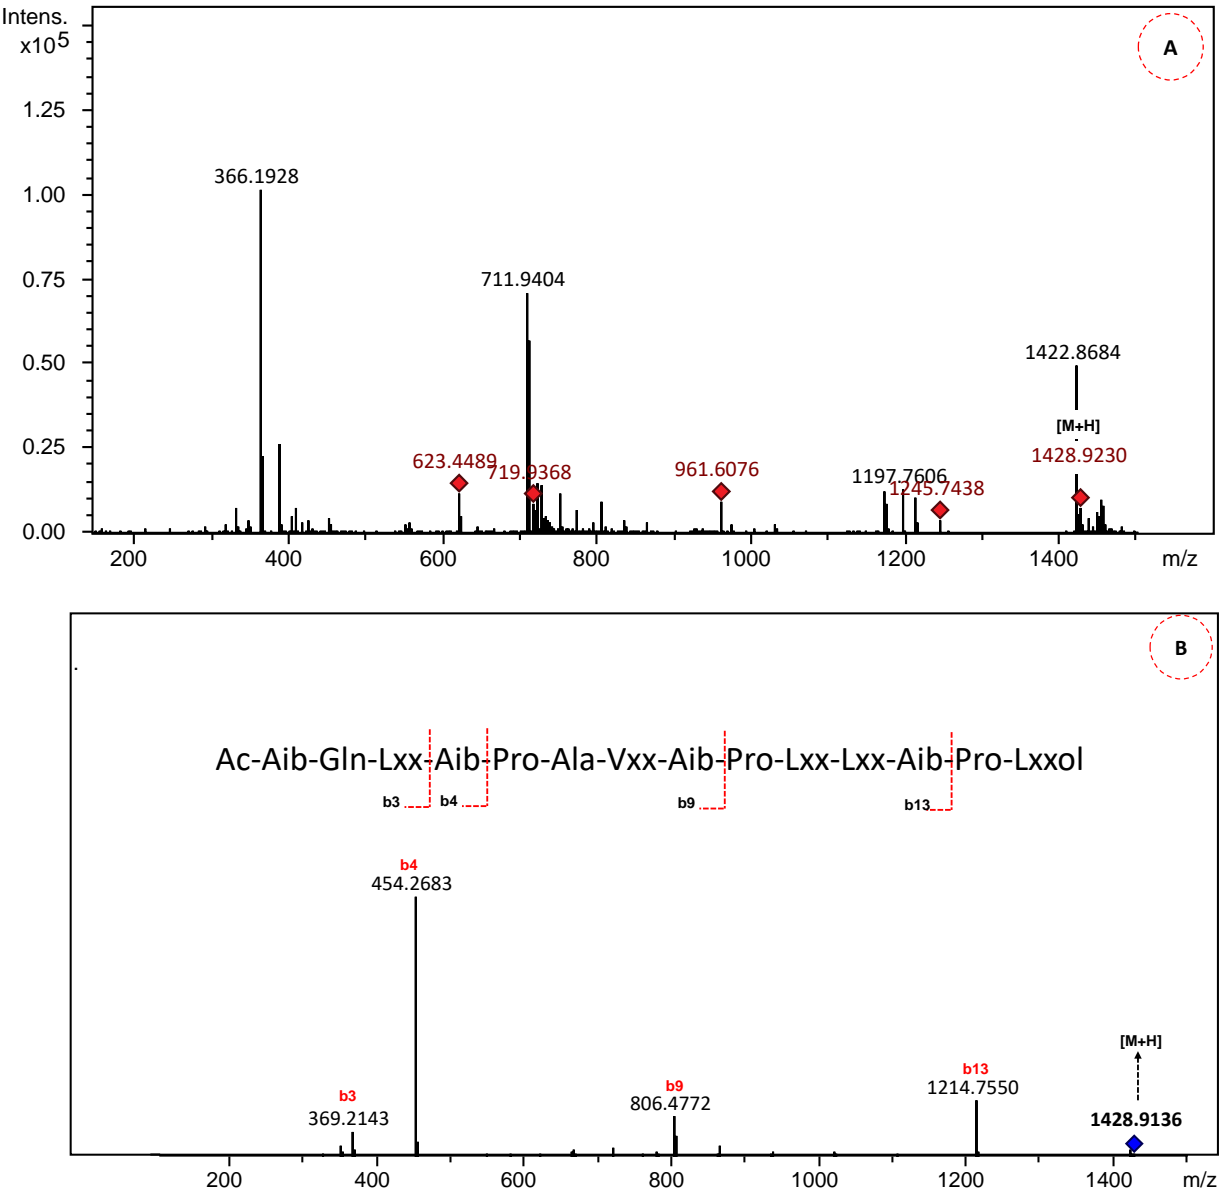 Intens.
x10⁵
A
1.25
1.00
366.1928
0.75
711.9404
0.50
1422.8684
[M+H]
0.25
623.4489
719.9368
961.6076
1197.7606
1245.7438
1428.9230
0.00
200
400
600
800
1000
1200
1400
m/z
B
Ac-Aib-Gln-Lxx-Aib-Pro-Ala-Vxx-Aib-Pro-Lxx-Lxx-Aib-Pro-Lxxol
b3
b4
b9
b13
b4
454.2683
b3
369.2143
b9
806.4772
b13
1214.7550
[M+H]
1428.9136
200
400
600
800
1000
1200
1400
m/z